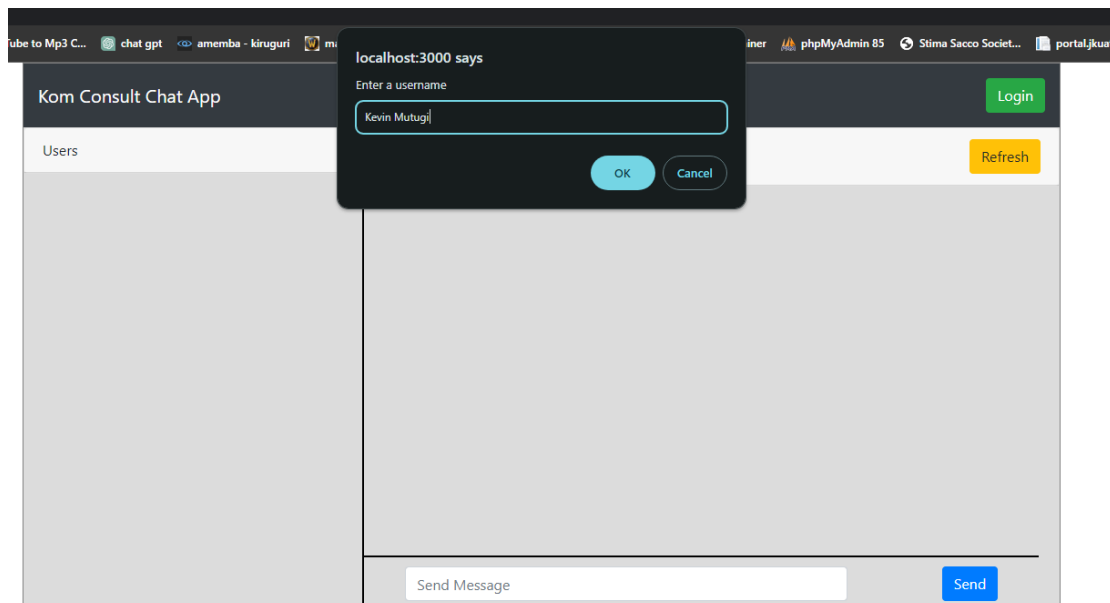 ube to Mp3 C... chat gpt amemba - kiruguri iner phpMyAdmin 85 Stima Sacco Societ... portal.jkua
localhost:3000 says
Enter a username
Kevin Mutugi
OK Cancel
Kom Consult Chat App Login
Users Refresh
Send Message Send